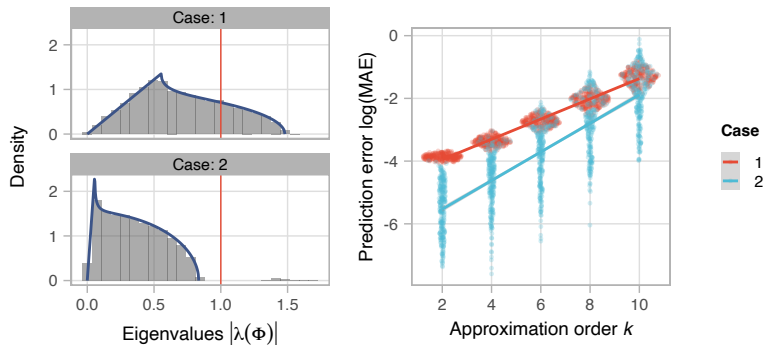 Case: 1
2
1
0
Case: 2
2
1
0
Density
0.0 0.5 1.0 1.5
Eigenvalues |λ(Φ)|
0
-2
-4
-6
Prediction error log(MAE)
2 4 6 8 10
Approximation order k
Case
1
2